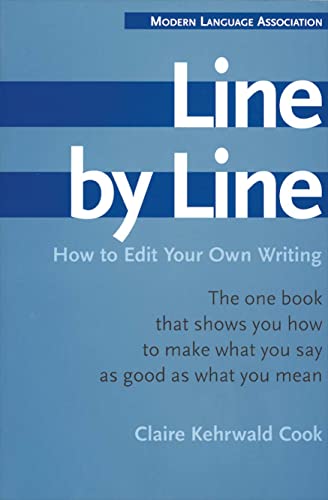 Modern Language Association
Line
by Line
How to Edit Your Own Writing
The one book
that shows you how
to make what you say
as good as what you mean
Claire Kehrwald Cook